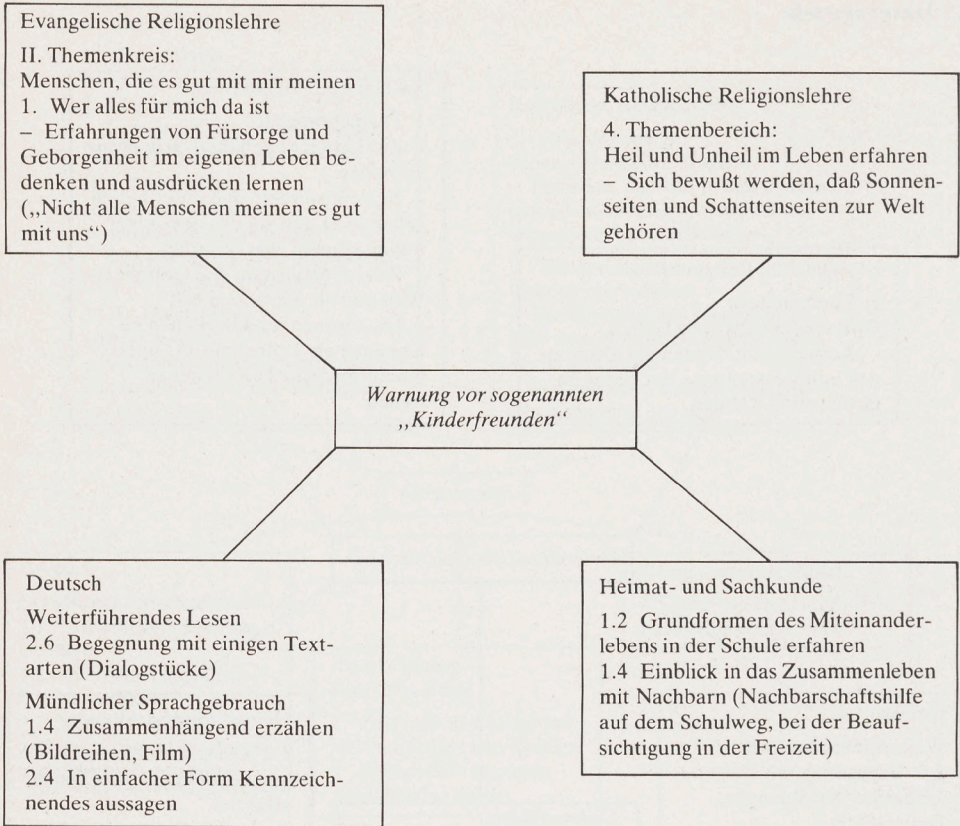 Evangelische Religionslehre
II. Themenkreis:
Menschen, die es gut mit mir meinen
1. Wer alles für mich da ist
– Erfahrungen von Fürsorge und
Geborgenheit im eigenen Leben be-
denken und ausdrücken lernen
(„Nicht alle Menschen meinen es gut
mit uns“)
Katholische Religionslehre
4. Themenbereich:
Heil und Unheil im Leben erfahren
– Sich bewußt werden, daß Sonnen-
seiten und Schattenseiten zur Welt
gehören
Warnung vor sogenannten
„Kinderfreunden“
Deutsch
Weiterführendes Lesen
2.6 Begegnung mit einigen Text-
arten (Dialogstücke)
Mündlicher Sprachgebrauch
1.4 Zusammenhängend erzählen
(Bildreihen, Film)
2.4 In einfacher Form Kennzeich-
nendes aussagen
Heimat- und Sachkunde
1.2 Grundformen des Miteinander-
lebens in der Schule erfahren
1.4 Einblick in das Zusammenleben
mit Nachbarn (Nachbarschaftshilfe
auf dem Schulweg, bei der Beauf-
sichtigung in der Freizeit)